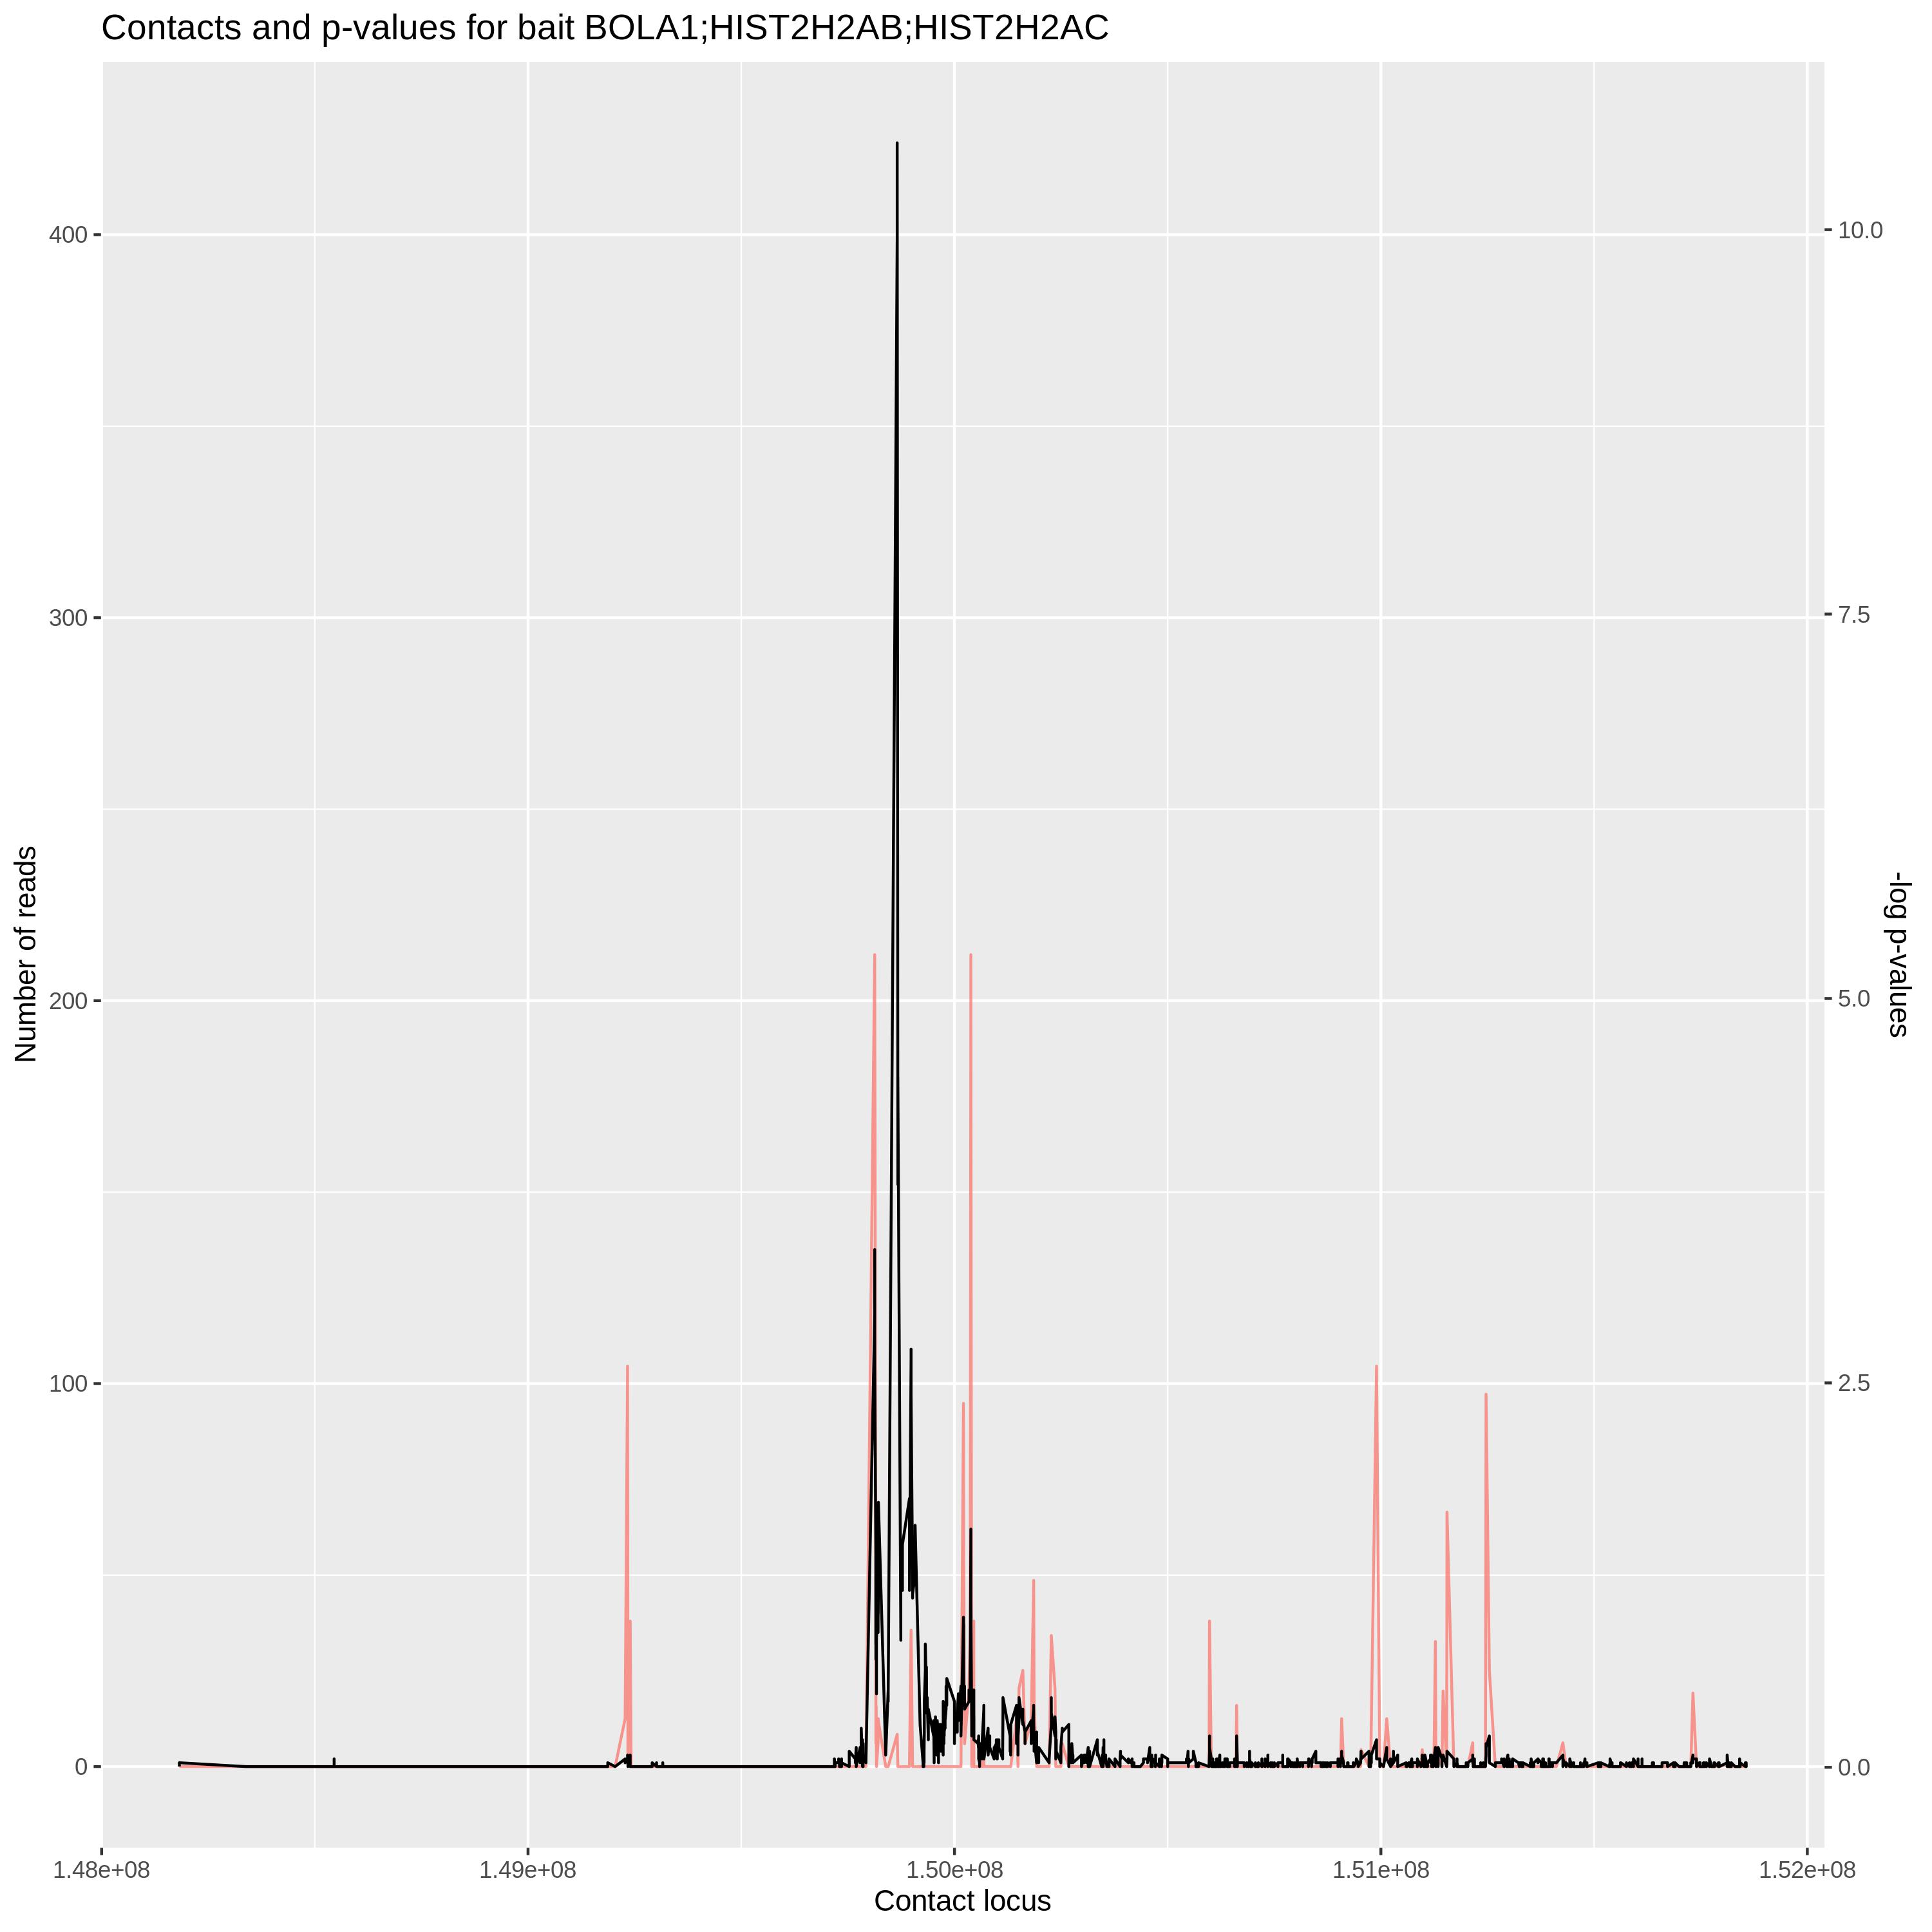 Contacts and p-values for bait BOLA1;HIST2H2AB;HIST2H2AC
Number of reads
400
300
200
100
0
10.0
7.5
5.0
2.5
0.0
-log p-values
1.48e+08
1.49e+08
1.50e+08
1.51e+08
1.52e+08
Contact locus